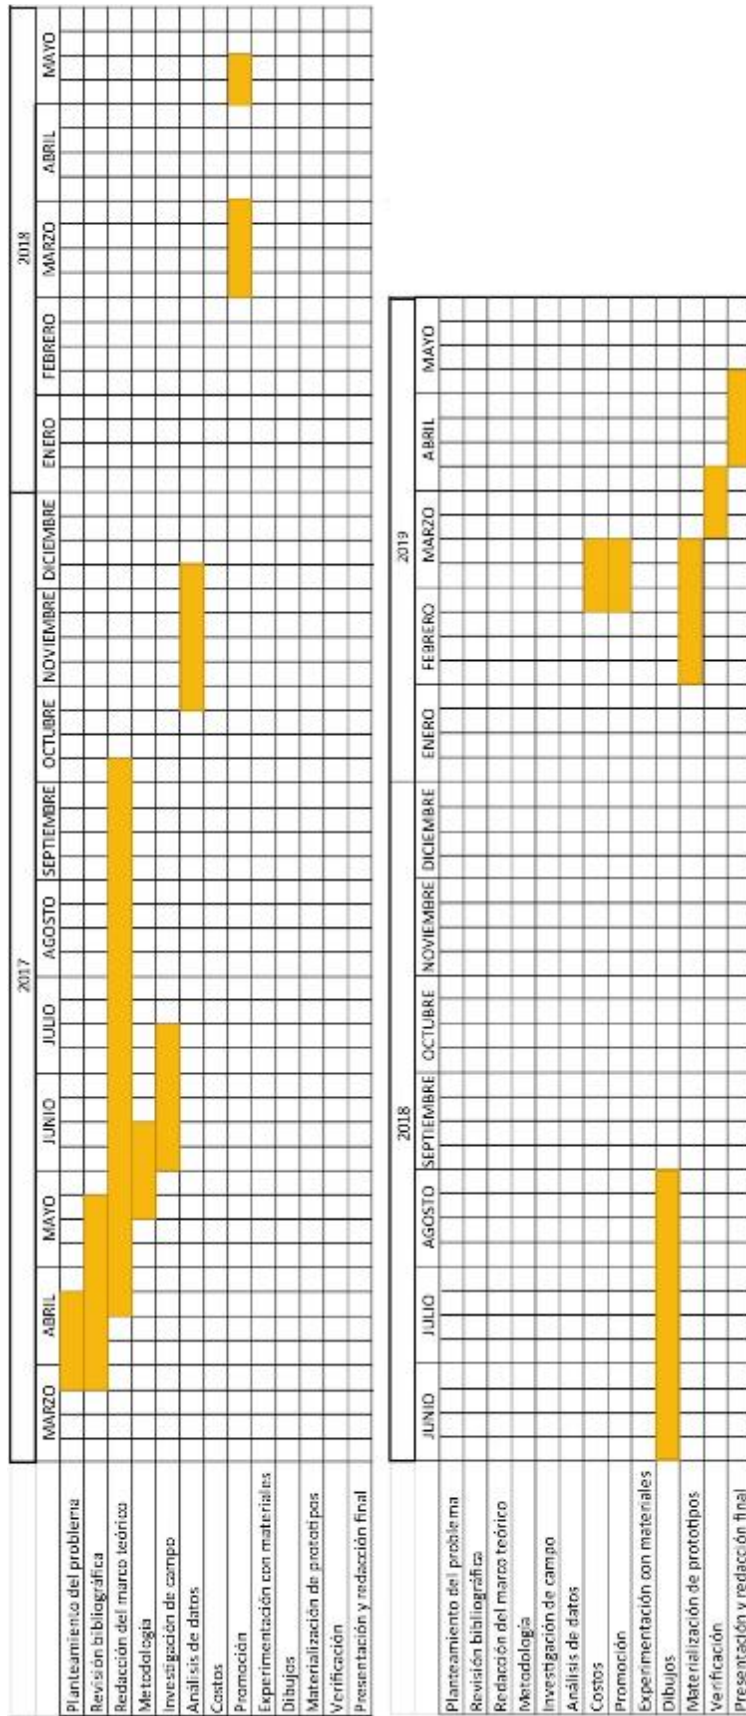 2017 2018
MARZO ABRIL MAYO JUNIO JULIO AGOSTO SEPTIEMBRE OCTUBRE NOVIEMBRE DICIEMBRE ENERO FEBRERO MARZO ABRIL MAYO
Planteamiento del problema
Revisión bibliográfica
Redacción del marco teórico
Metodología
Investigación de campo
Análisis de datos
Costos
Promoción
Experimentación con materiales
Dibujos
Materialización de prototipos
Verificación
Presentación y redacción final
2018 2019
JUNIO JULIO AGOSTO SEPTIEMBRE OCTUBRE NOVIEMBRE DICIEMBRE ENERO FEBRERO MARZO ABRIL MAYO
Planteamiento del problema
Revisión bibliográfica
Redacción del marco teórico
Metodología
Investigación de campo
Análisis de datos
Costos
Promoción
Experimentación con materiales
Dibujos
Materialización de prototipos
Verificación
Presentación y redacción final